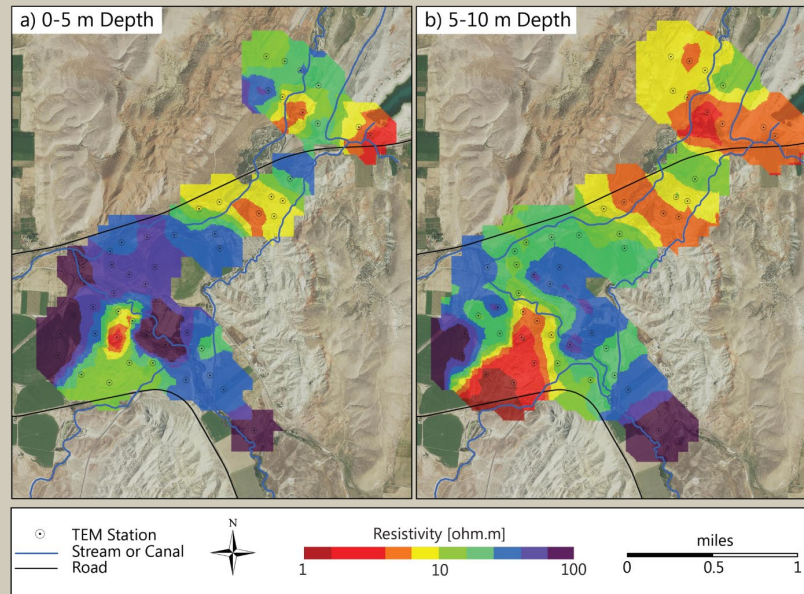 a) 0-5 m Depth
b) 5-10 m Depth
TEM Station
Stream or Canal
Road
N
Resistivity [ohm.m]
1 10 100
miles
0 0.5 1